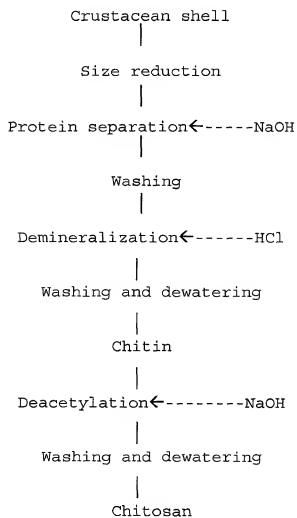 Crustacean shell
Size reduction
Protein separation←-----NaOH
Washing
Demineralization←------HCl
Washing and dewatering
Chitin
Deacetylation←--------NaOH
Washing and dewatering
Chitosan